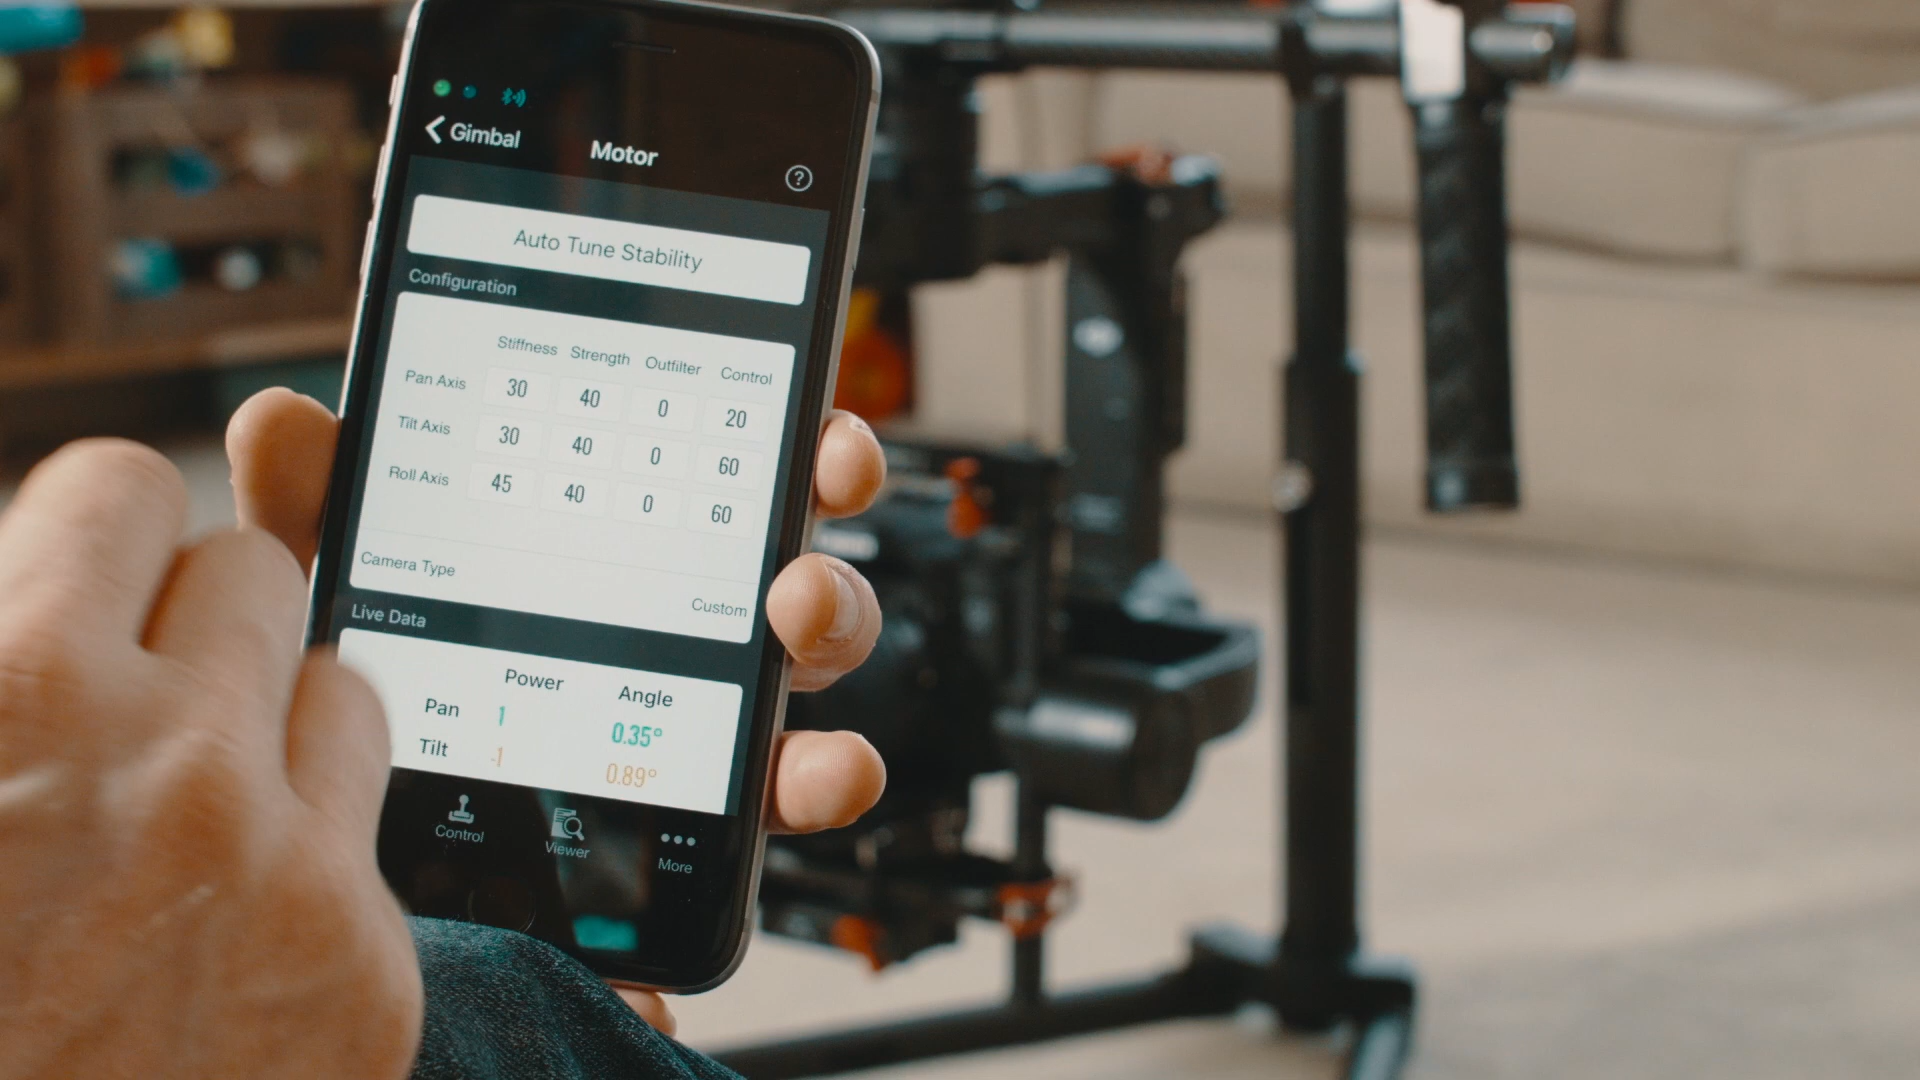 Gimbal
Motor
?
Auto Tune Stability
Configuration
Stiffness Strength Outfilter Control
Pan Axis 30 40 0 20
Tilt Axis 30 40 0 60
Roll Axis 45 40 0 60
Camera Type Custom
Live Data
Power Angle
Pan 1 0.35°
Tilt -1 0.89°
Control Viewer More